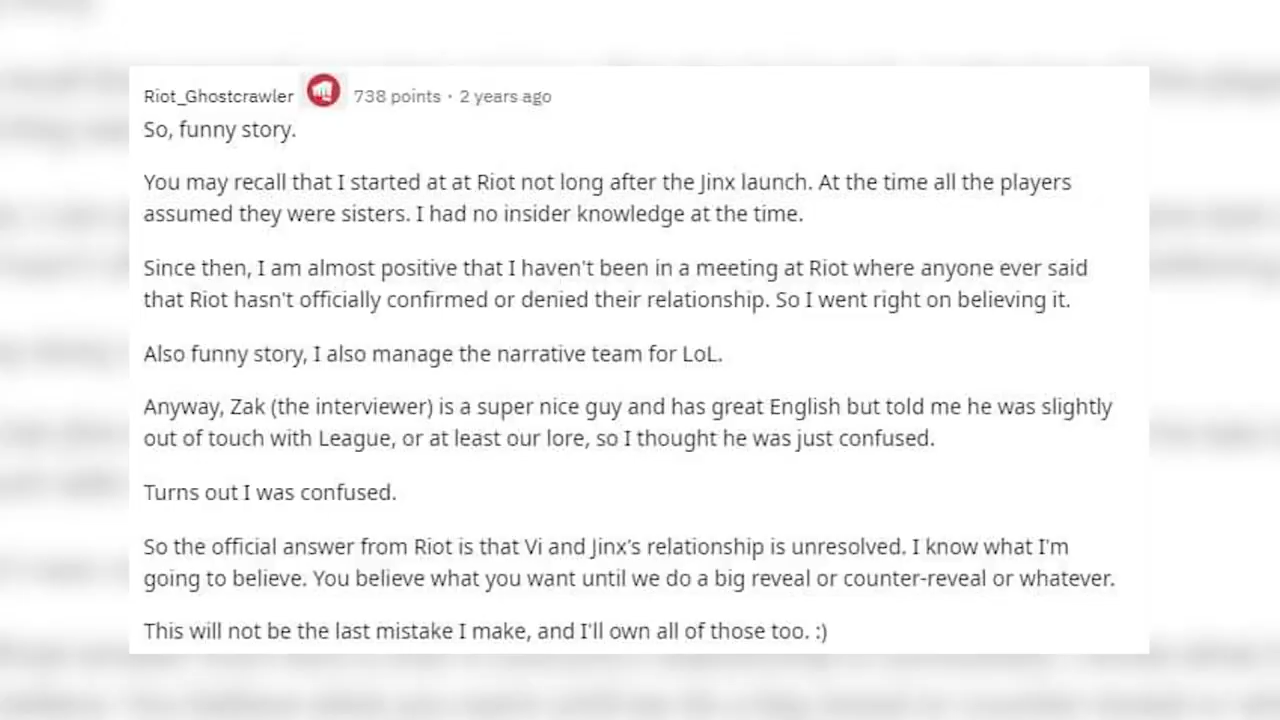 Riot_Ghostcrawler 738 points · 2 years ago
So, funny story.
You may recall that I started at at Riot not long after the Jinx launch. At the time all the players
assumed they were sisters. I had no insider knowledge at the time.
Since then, I am almost positive that I haven't been in a meeting at Riot where anyone ever said
that Riot hasn't officially confirmed or denied their relationship. So I went right on believing it.
Also funny story, I also manage the narrative team for LoL.
Anyway, Zak (the interviewer) is a super nice guy and has great English but told me he was slightly
out of touch with League, or at least our lore, so I thought he was just confused.
Turns out I was confused.
So the official answer from Riot is that Vi and Jinx's relationship is unresolved. I know what I'm
going to believe. You believe what you want until we do a big reveal or counter-reveal or whatever.
This will not be the last mistake I make, and I'll own all of those too. :)